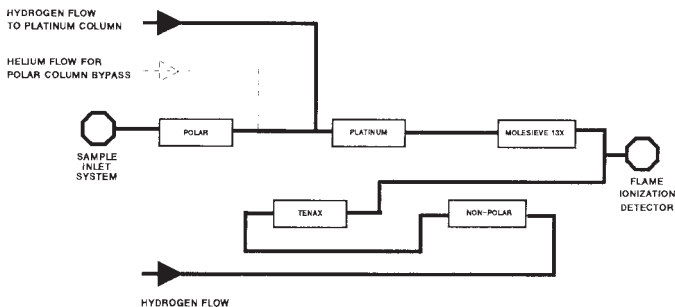 HYDROGEN FLOW
TO PLATINUM COLUMN
HELIUM FLOW FOR
POLAR COLUMN BYPASS
POLAR
PLATINUM
MOLESIEVE 13X
SAMPLE
INLET
SYSTEM
FLAME
IONIZATION
DETECTOR
TENAX
NON-POLAR
HYDROGEN FLOW